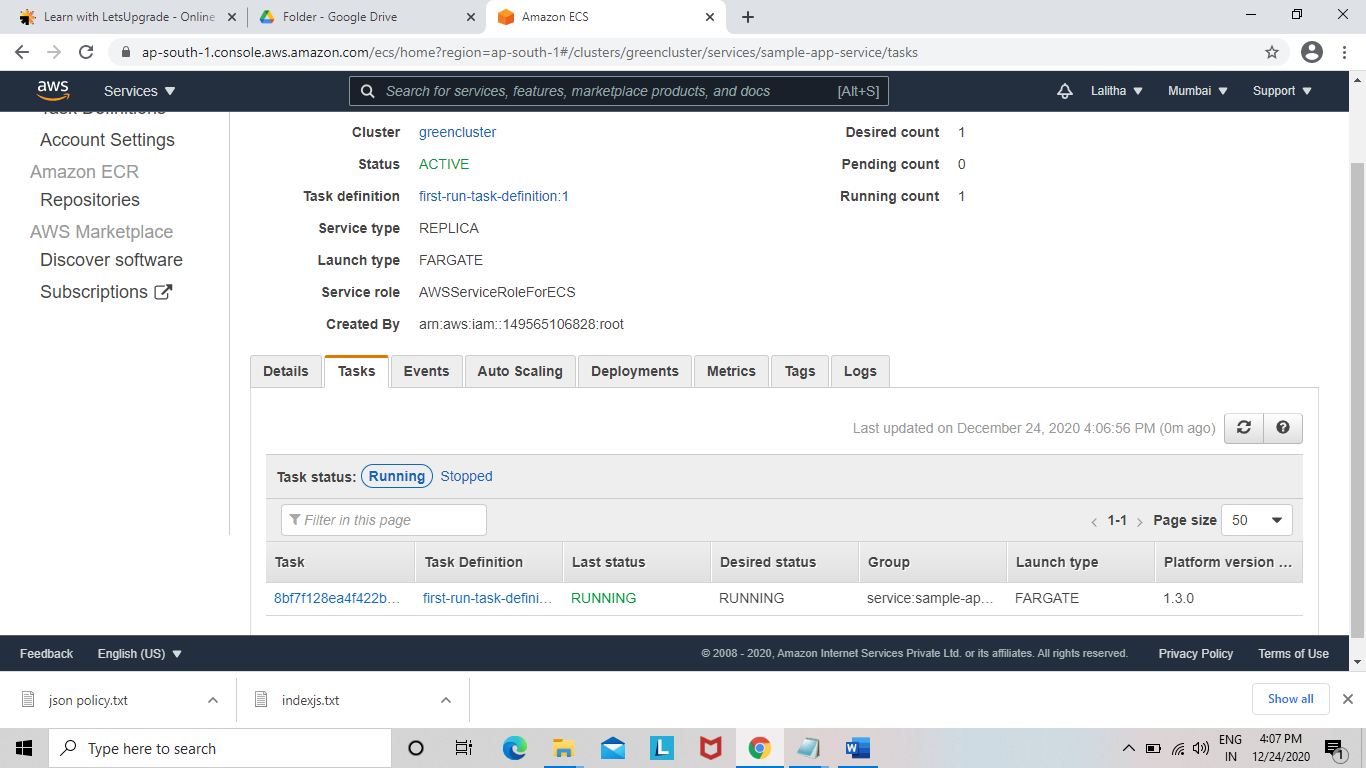 Learn with LetsUpgrade - Online
Folder - Google Drive
Amazon ECS
ap-south-1.console.aws.amazon.com/ecs/home?region=ap-south-1#/clusters/greencluster/services/sample-app-service/tasks
aws
Services
Search for services, features, marketplace products, and docs
[Alt+S]
Lalitha
Mumbai
Support
Task Definitions
Account Settings
Amazon ECR
Repositories
AWS Marketplace
Discover software
Subscriptions
Cluster greencluster
Status ACTIVE
Task definition first-run-task-definition:1
Service type REPLICA
Launch type FARGATE
Service role AWSServiceRoleForECS
Created By arn:aws:iam::149565106828:root
Desired count 1
Pending count 0
Running count 1
Details Tasks Events Auto Scaling Deployments Metrics Tags Logs
Last updated on December 24, 2020 4:06:56 PM (0m ago)
Task status: Running Stopped
Filter in this page
1-1 Page size 50
Task Task Definition Last status Desired status Group Launch type Platform version ...
8bf7f128ea4f422b... first-run-task-defini... RUNNING RUNNING service:sample-ap... FARGATE 1.3.0
Feedback English (US) © 2008 - 2020, Amazon Internet Services Private Ltd. or its affiliates. All rights reserved. Privacy Policy Terms of Use
json policy.txt
indexjs.txt
Show all
Type here to search
L
W
ENG
IN
4:07 PM
12/24/2020
1